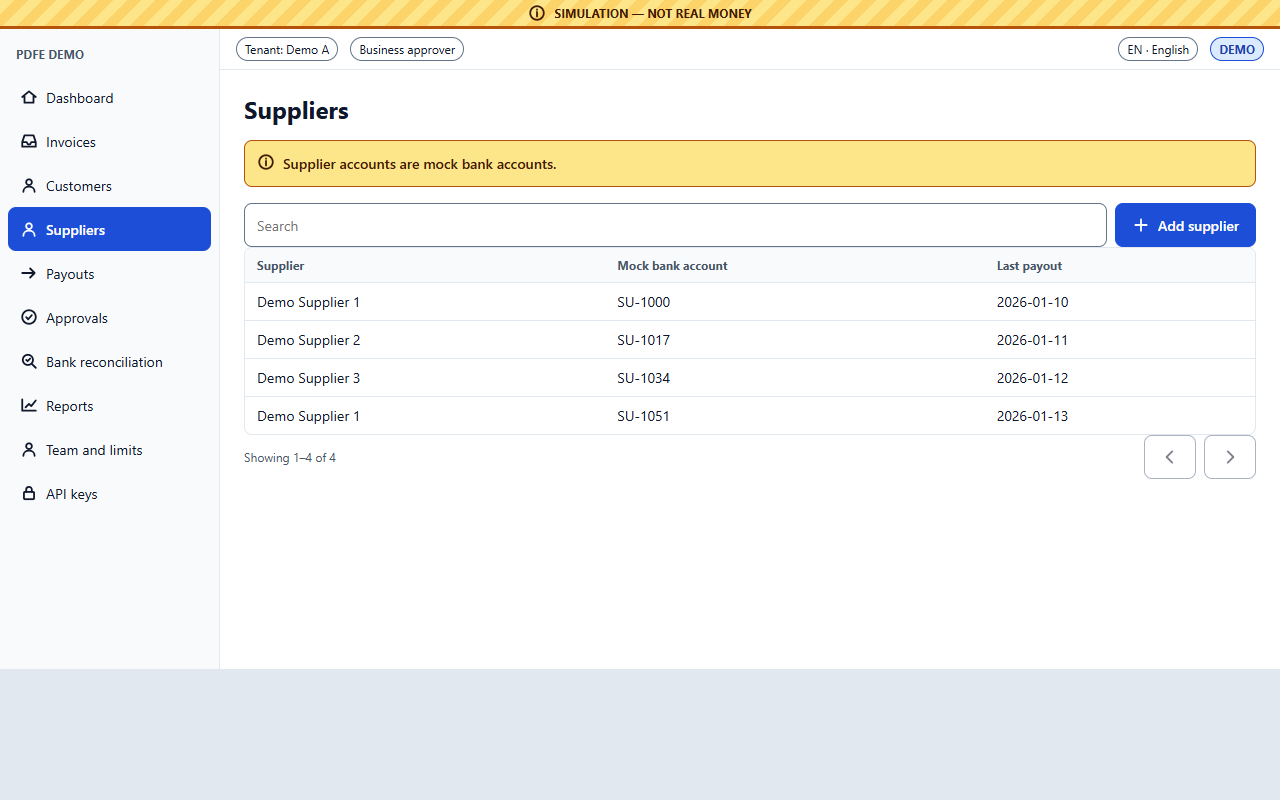 SIMULATION — NOT REAL MONEY
PDFE DEMO
Tenant: Demo A
Business approver
EN · English
DEMO
Dashboard
Invoices
Customers
Suppliers
Payouts
Approvals
Bank reconciliation
Reports
Team and limits
API keys
Suppliers
Supplier accounts are mock bank accounts.
Search
Add supplier
Supplier Mock bank account Last payout
Demo Supplier 1 SU-1000 2026-01-10
Demo Supplier 2 SU-1017 2026-01-11
Demo Supplier 3 SU-1034 2026-01-12
Demo Supplier 1 SU-1051 2026-01-13
Showing 1–4 of 4